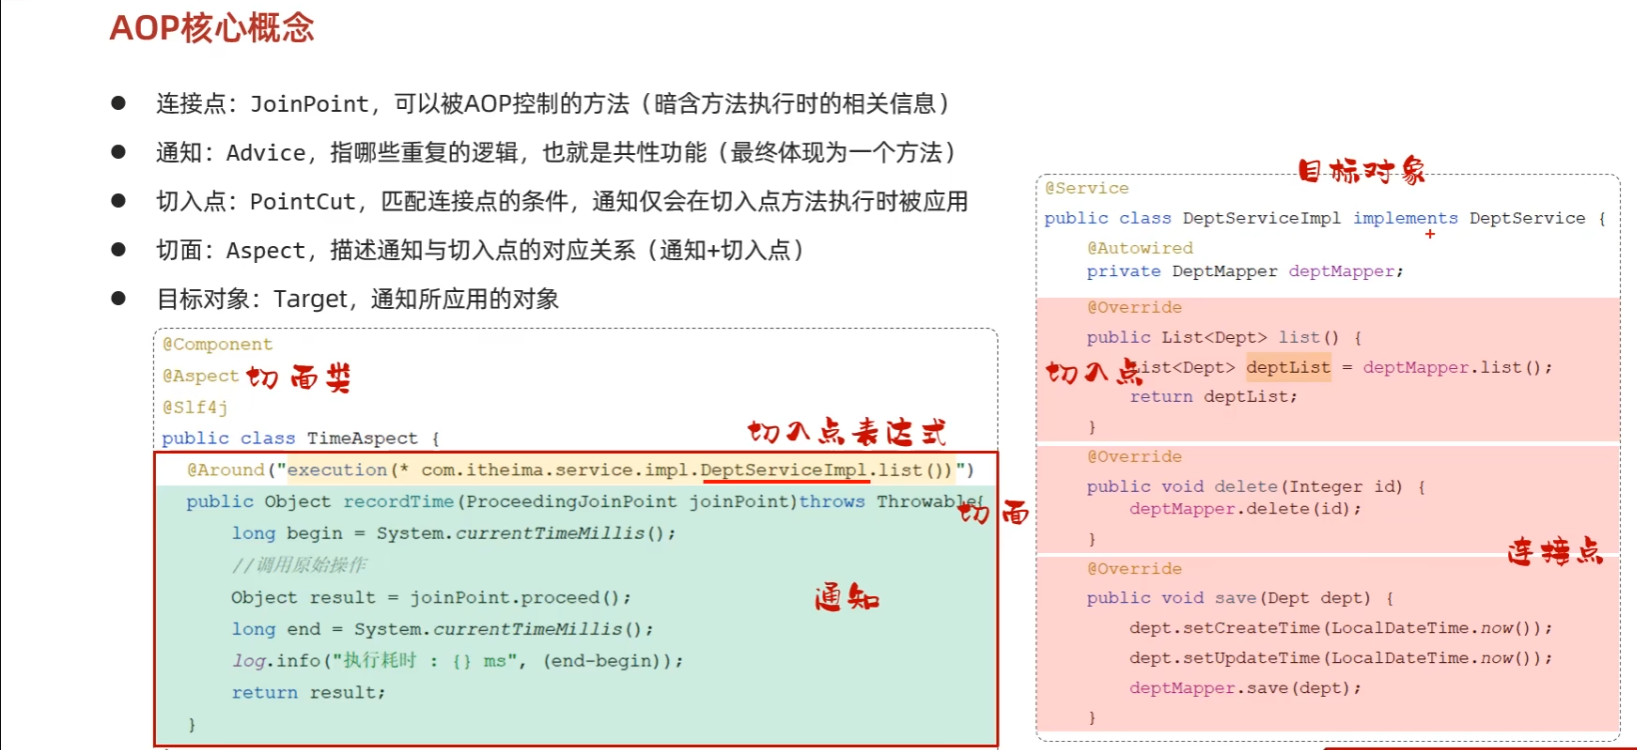 AOP核心概念
● 连接点：JoinPoint，可以被AOP控制的方法（暗含方法执行时的相关信息）
● 通知：Advice，指哪些重复的逻辑，也就是共性功能（最终体现为一个方法）
● 切入点：PointCut，匹配连接点的条件，通知仅会在切入点方法执行时被应用
● 切面：Aspect，描述通知与切入点的对应关系（通知+切入点）
● 目标对象：Target，通知所应用的对象
@Component
@Aspect 切面类
@Slf4j
public class TimeAspect {
切入点表达式
@Around("execution(* com.itheima.service.impl.DeptServiceImpl.list())")
public Object recordTime(ProceedingJoinPoint joinPoint)throws Throwable{
切面
long begin = System.currentTimeMillis();
//调用原始操作
通知
Object result = joinPoint.proceed();
long end = System.currentTimeMillis();
log.info("执行耗时 : {} ms", (end-begin));
return result;
}
目标对象
@Service
public class DeptServiceImpl implements DeptService {
@Autowired
private DeptMapper deptMapper;
@Override
public List<Dept> list() {
切入点
List<Dept> deptList = deptMapper.list();
return deptList;
}
@Override
public void delete(Integer id) {
deptMapper.delete(id);
}
连接点
@Override
public void save(Dept dept) {
dept.setCreateTime(LocalDateTime.now());
dept.setUpdateTime(LocalDateTime.now());
deptMapper.save(dept);
}